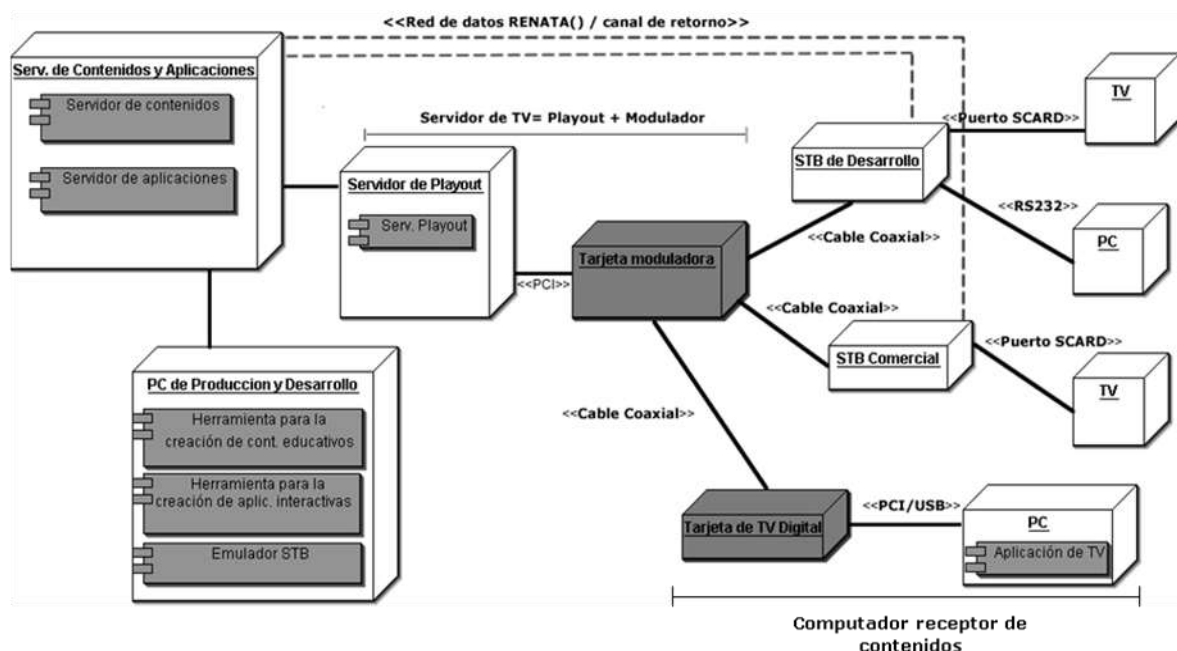 <<Red de datos RENATA() / canal de retorno>>
Serv. de Contenidos y Aplicaciones
Servidor de contenidos
Servidor de aplicaciones
Servidor de TV= Playout + Modulador
Servidor de Playout
Serv. Playout
<<PCI>>
Tarjeta moduladora
STB de Desarrollo
<<Puerto SCARD>>
TV
<<RS232>>
PC
<<Cable Coaxial>>
<<Cable Coaxial>>
STB Comercial
<<Puerto SCARD>>
TV
PC de Produccion y Desarrollo
Herramienta para la
creación de cont. educativos
Herramienta para la
creación de aplic. interactivas
Emulador STB
<<Cable Coaxial>>
Tarjeta de TV Digital
<<PCI/USB>>
PC
Aplicación de TV
Computador receptor de
contenidos